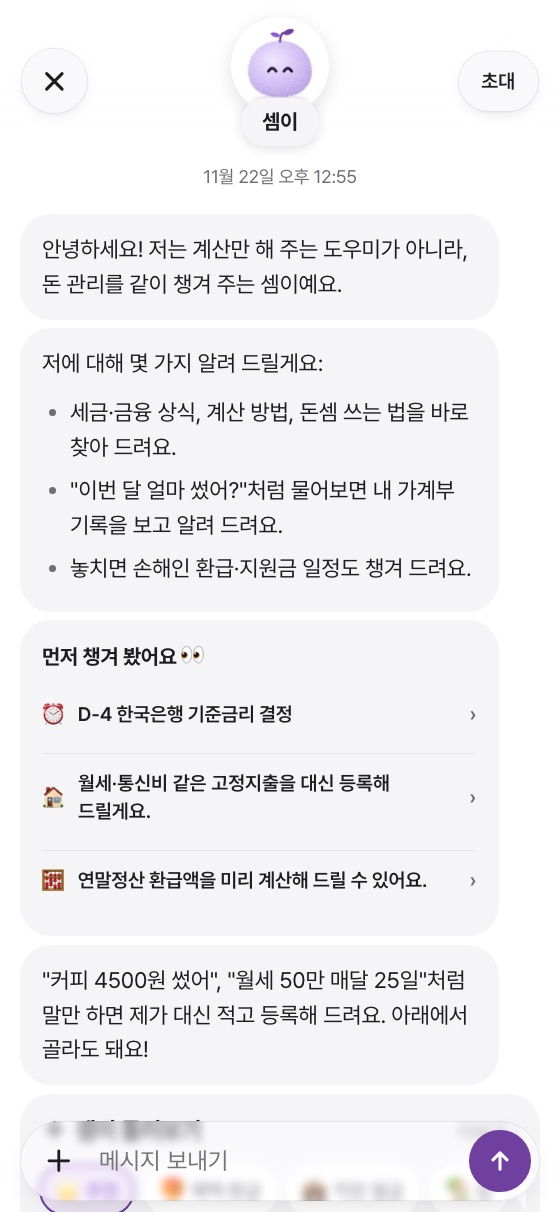 초대
셈이
11월 22일 오후 12:55
안녕하세요! 저는 계산만 해 주는 도우미가 아니라,
돈 관리를 같이 챙겨 주는 셈이예요.
저에 대해 몇 가지 알려 드릴게요:
• 세금·금융 상식, 계산 방법, 돈셈 쓰는 법을 바로
찾아 드려요.
• "이번 달 얼마 썼어?"처럼 물어보면 내 가계부
기록을 보고 알려 드려요.
• 놓치면 손해인 환급·지원금 일정도 챙겨 드려요.
먼저 챙겨 봤어요 👀
⏰ D-4 한국은행 기준금리 결정
🏠 월세·통신비 같은 고정지출을 대신 등록해
드릴게요.
🧮 연말정산 환급액을 미리 계산해 드릴 수 있어요.
"커피 4500원 썼어", "월세 50만 매달 25일"처럼
말만 하면 제가 대신 적고 등록해 드려요. 아래에서
골라도 돼요!
메시지 보내기